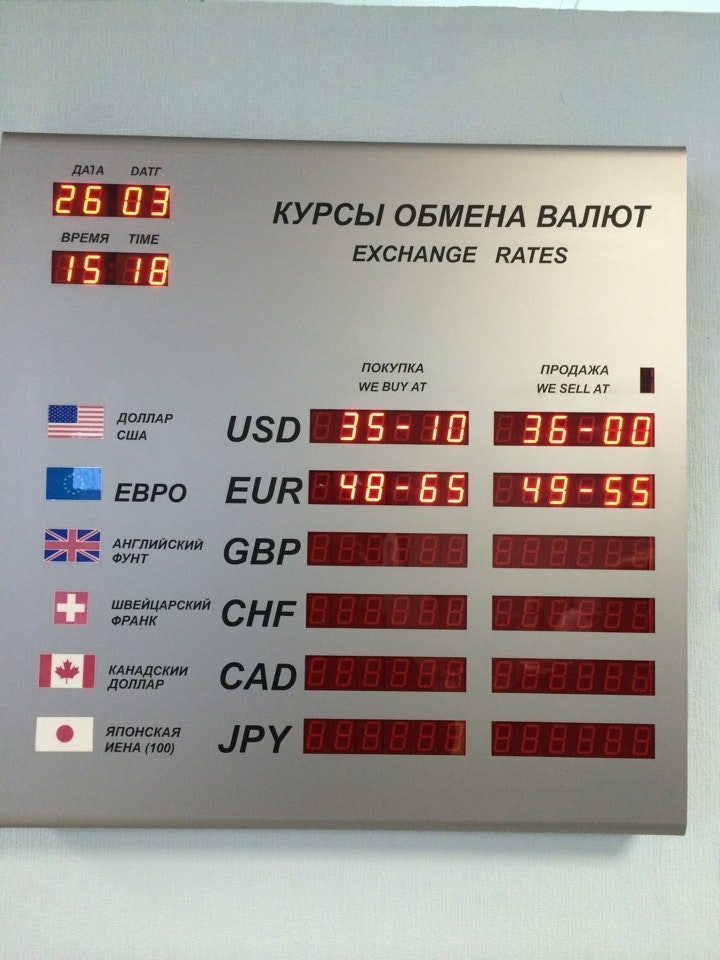 ДАТА DATE
26 03
ВРЕМЯ TIME
15 18
КУРСЫ ОБМЕНА ВАЛЮТ
EXCHANGE RATES
ПОКУПКА
WE BUY AT
ПРОДАЖА
WE SELL AT
ДОЛЛАР
США
USD 35-10 36-00
ЕВРО EUR 48-65 49-55
АНГЛИЙСКИЙ
ФУНТ
GBP
ШВЕЙЦАРСКИЙ
ФРАНК
CHF
КАНАДСКИЙ
ДОЛЛАР
CAD
ЯПОНСКАЯ
ИЕНА (100)
JPY